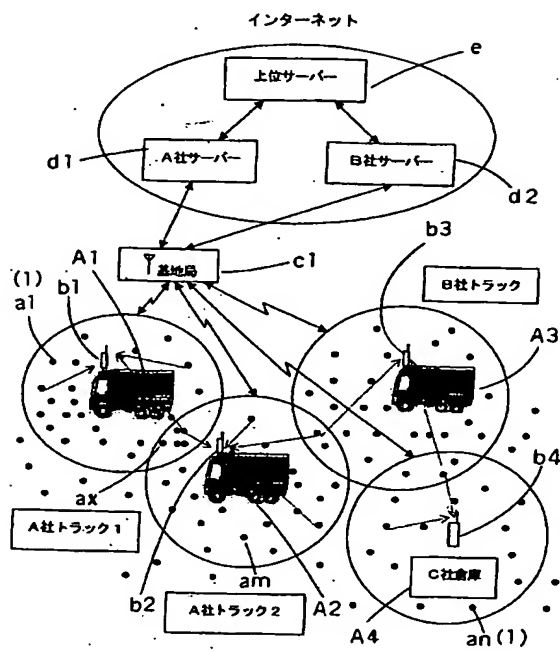 インターネット
e
上位サーバー
d1
A社サーバー
B社サーバー
d2
b3
A1
基地局
c1
B社トラック
(1)
a1
b1
A3
b4
ax
A社トラック1
am
C社倉庫
b2
A社トラック2
A2
A4
an(1)